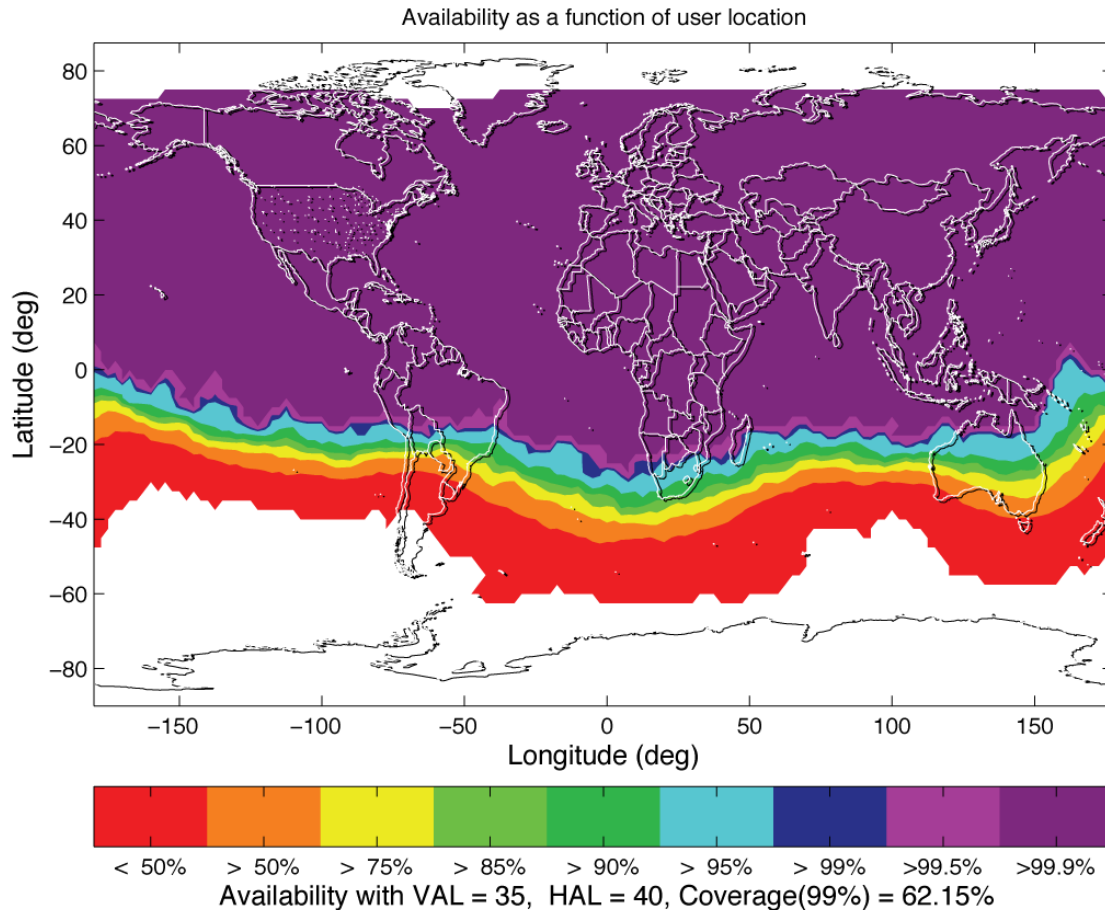 Availability as a function of user location
80
60
40
20
0
−20
−40
−60
−80
Latitude (deg)
−150 −100 −50 0 50 100 150
Longitude (deg)
< 50% > 50% > 75% > 85% > 90% > 95% > 99% >99.5% >99.9%
Availability with VAL = 35, HAL = 40, Coverage(99%) = 62.15%